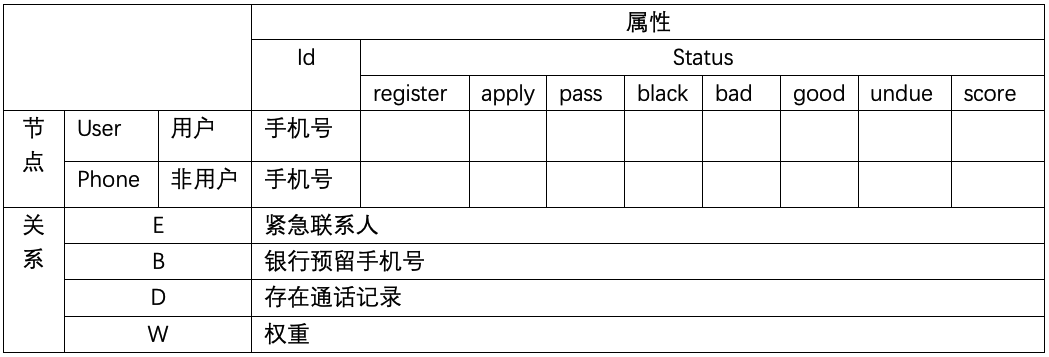 属性
Id
Status
register apply pass black bad good undue score
节点
User 用户 手机号
Phone 非用户 手机号
关系
E 紧急联系人
B 银行预留手机号
D 存在通话记录
W 权重